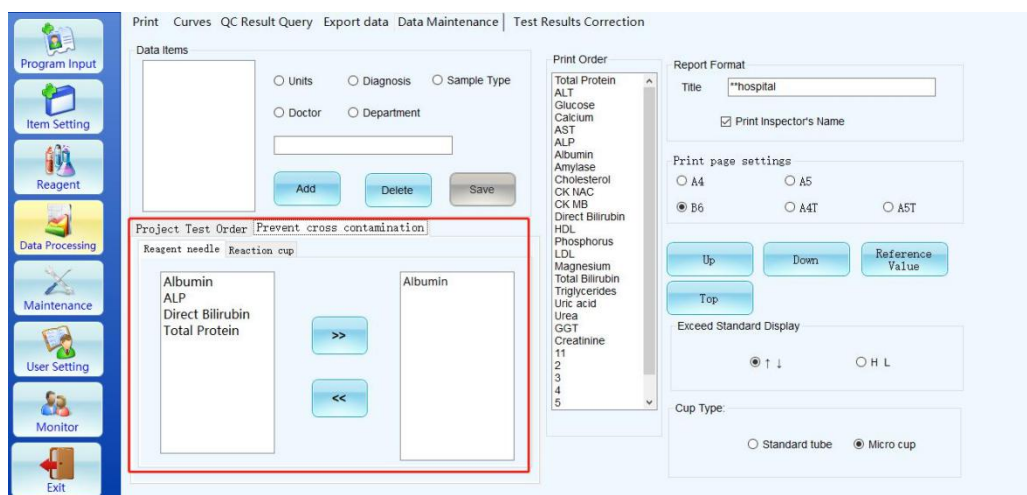 Print Curves QC Result Query Export data Data Maintenance Test Results Correction
Program Input
Item Setting
Reagent
Data Processing
Maintenance
User Setting
Monitor
Exit
Data Items
Units Diagnosis Sample Type
Doctor Department
Add Delete Save
Project Test Order Prevent cross contamination
Reagent needle Reaction cup
Albumin
ALP
Direct Bilirubin
Total Protein
>>
<<
Albumin
Print Order
Total Protein
ALT
Glucose
Calcium
AST
ALP
Albumin
Amylase
Cholesterol
CK NAC
CK MB
Direct Bilirubin
HDL
Phosphorus
LDL
Magnesium
Total Bilirubin
Triglycerides
Uric acid
Urea
GGT
Creatinine
11
2
3
4
5
Report Format
Title **hospital
Print Inspector's Name
Print page settings
A4 A5
B6 A4T A5T
Up Down Reference
Value
Top
Exceed Standard Display
↑ ↓ H L
Cup Type:
Standard tube Micro cup